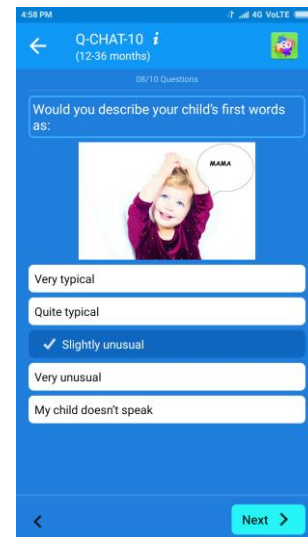 4:58 PM
4G VoLTE
Q-CHAT-10 i
(12-36 months)
08/10 Questions
Would you describe your child's first words
as:
MAMA
Very typical
Quite typical
Slightly unusual
Very unusual
My child doesn't speak
Next